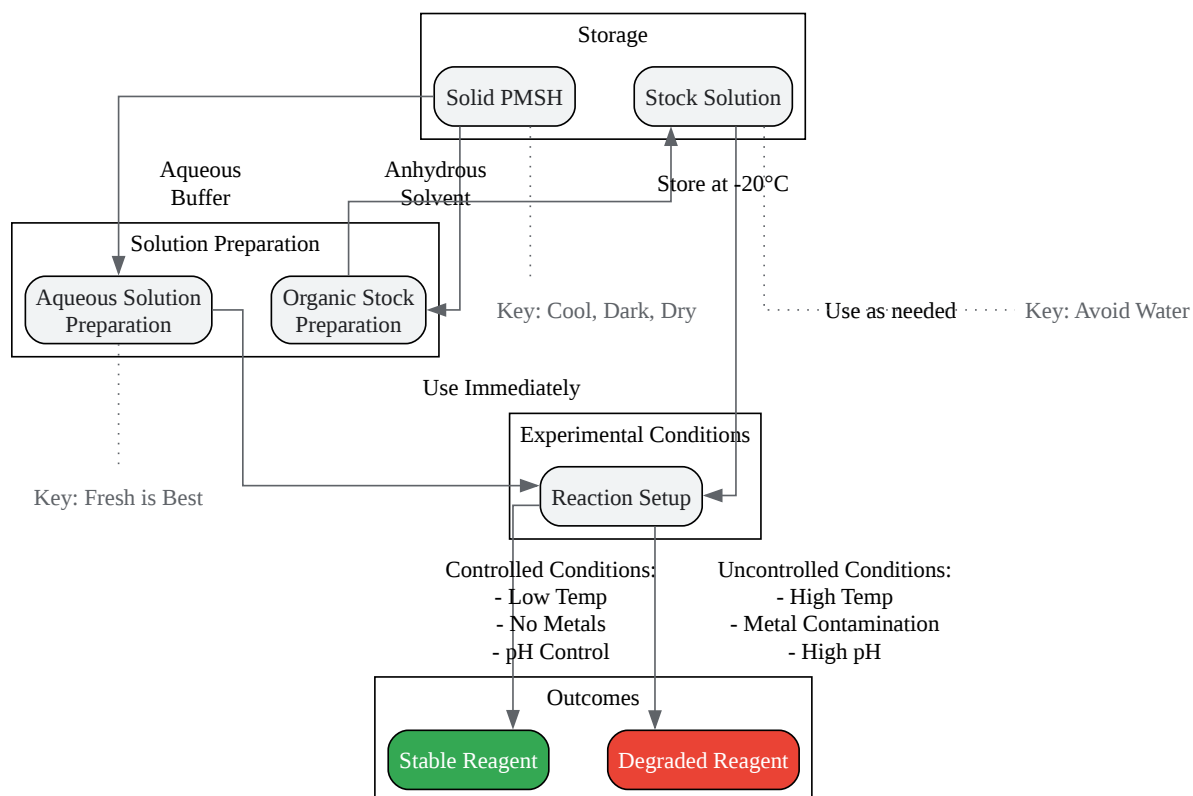 Storage
Solid PMSH
Stock Solution
Aqueous
Buffer
Anhydrous
Solvent
Store at -20°C
Solution Preparation
Aqueous Solution
Preparation
Organic Stock
Preparation
Key: Cool, Dark, Dry
Use as needed
Key: Avoid Water
Use Immediately
Experimental Conditions
Reaction Setup
Key: Fresh is Best
Controlled Conditions:
- Low Temp
- No Metals
- pH Control
Uncontrolled Conditions:
- High Temp
- Metal Contamination
- High pH
Outcomes
Stable Reagent
Degraded Reagent